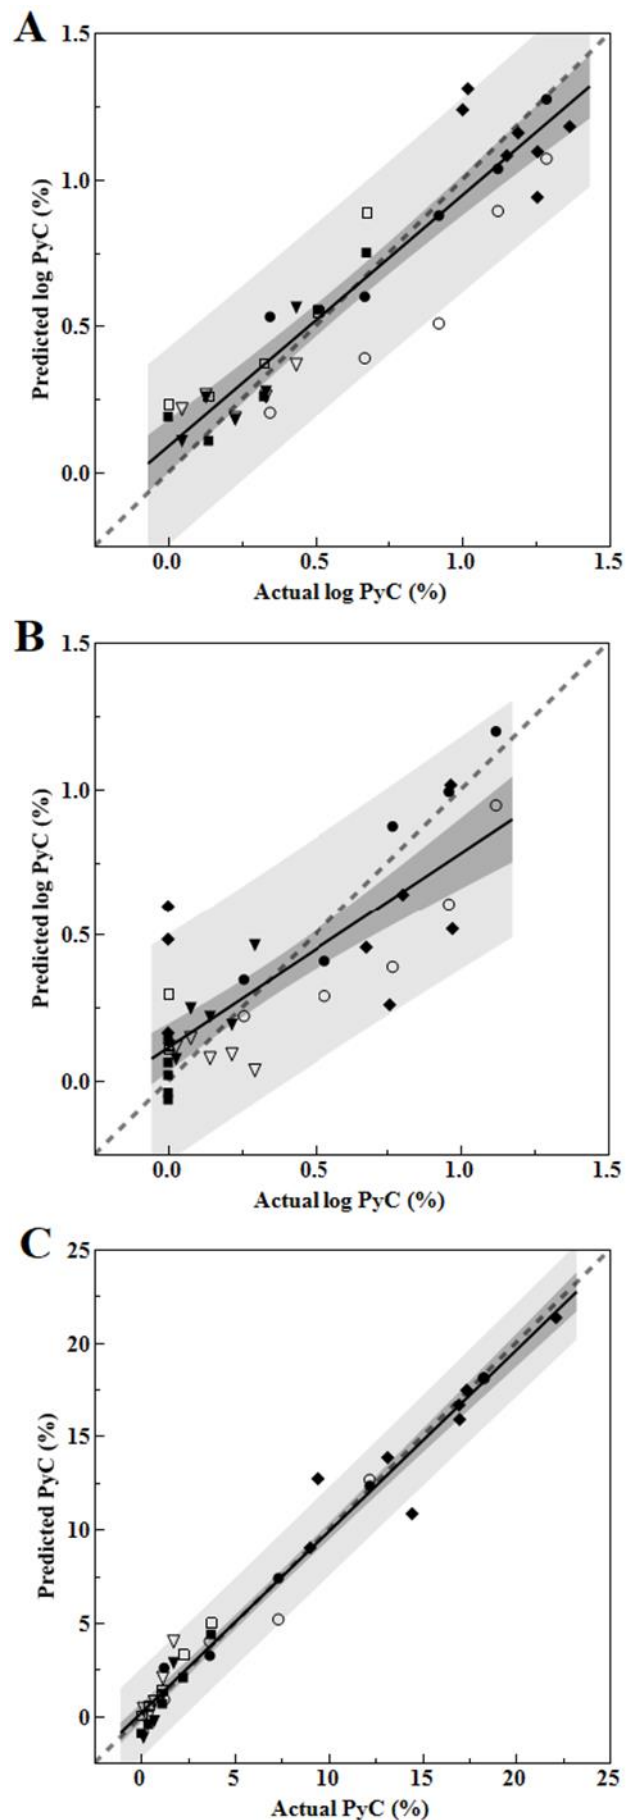 A
1.5
1.0
0.5
0.0
Predicted log PyC (%)
0.0 0.5 1.0 1.5
Actual log PyC (%)
B
1.5
1.0
0.5
0.0
Predicted log PyC (%)
0.0 0.5 1.0 1.5
Actual log PyC (%)
C
25
20
15
10
5
0
Predicted PyC (%)
0 5 10 15 20 25
Actual PyC (%)